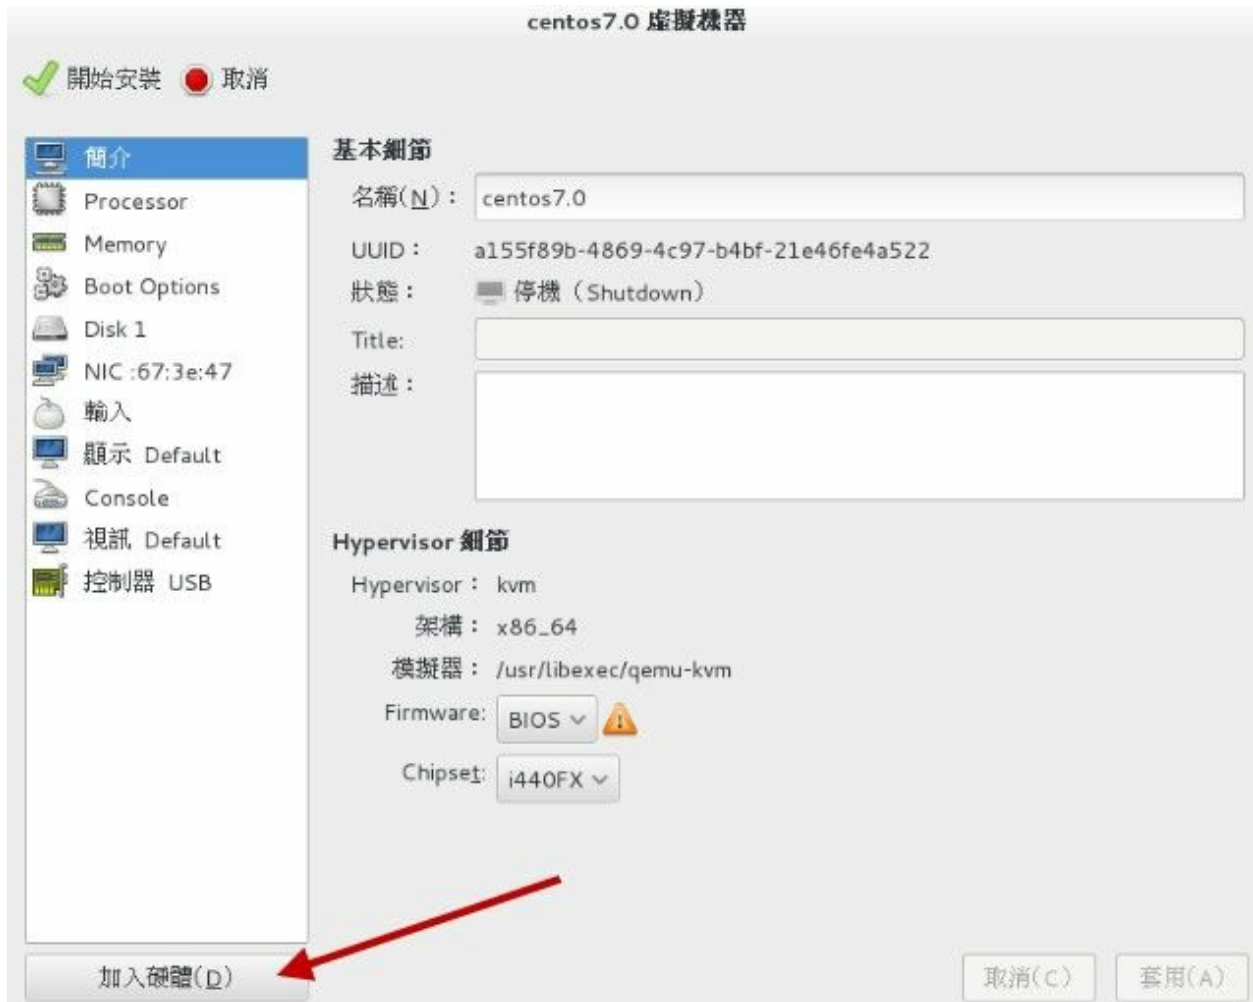 centos7.0 虛擬機器
開始安裝 取消
簡介
Processor
Memory
Boot Options
Disk 1
NIC :67:3e:47
輸入
顯示 Default
Console
視訊 Default
控制器 USB
加入硬體(D)
基本細節
名稱(N)： centos7.0
UUID： a155f89b-4869-4c97-b4bf-21e46fe4a522
狀態： 停機（Shutdown）
Title:
描述：
Hypervisor 細節
Hypervisor： kvm
架構： x86_64
模擬器： /usr/libexec/qemu-kvm
Firmware: BIOS
Chipset: i440FX
取消(C) 套用(A)